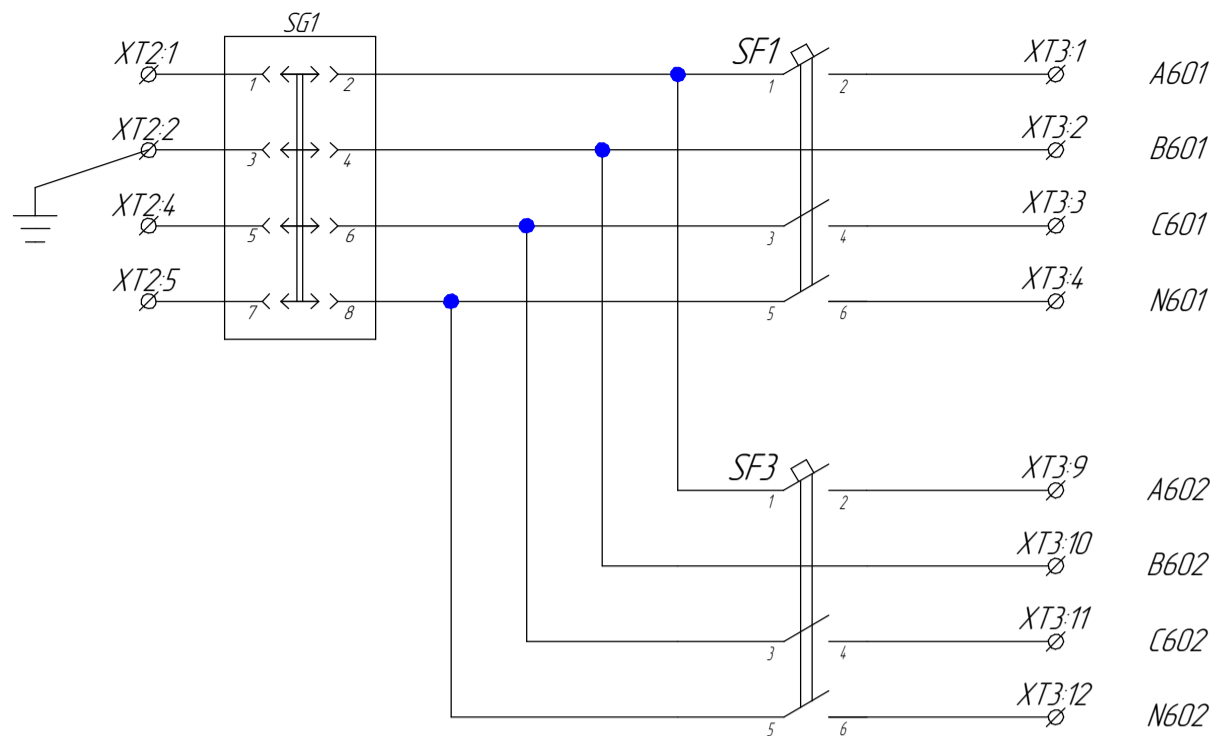 SG1
XT2:1 1 2 SF1 1 2 XT3:1 A601
XT2:2 3 4 XT3:2 B601
XT2:4 5 6 3 4 XT3:3 C601
XT2:5 7 8 5 6 XT3:4 N601
SF3 1 2 XT3:9 A602
XT3:10 B602
3 4 XT3:11 C602
5 6 XT3:12 N602